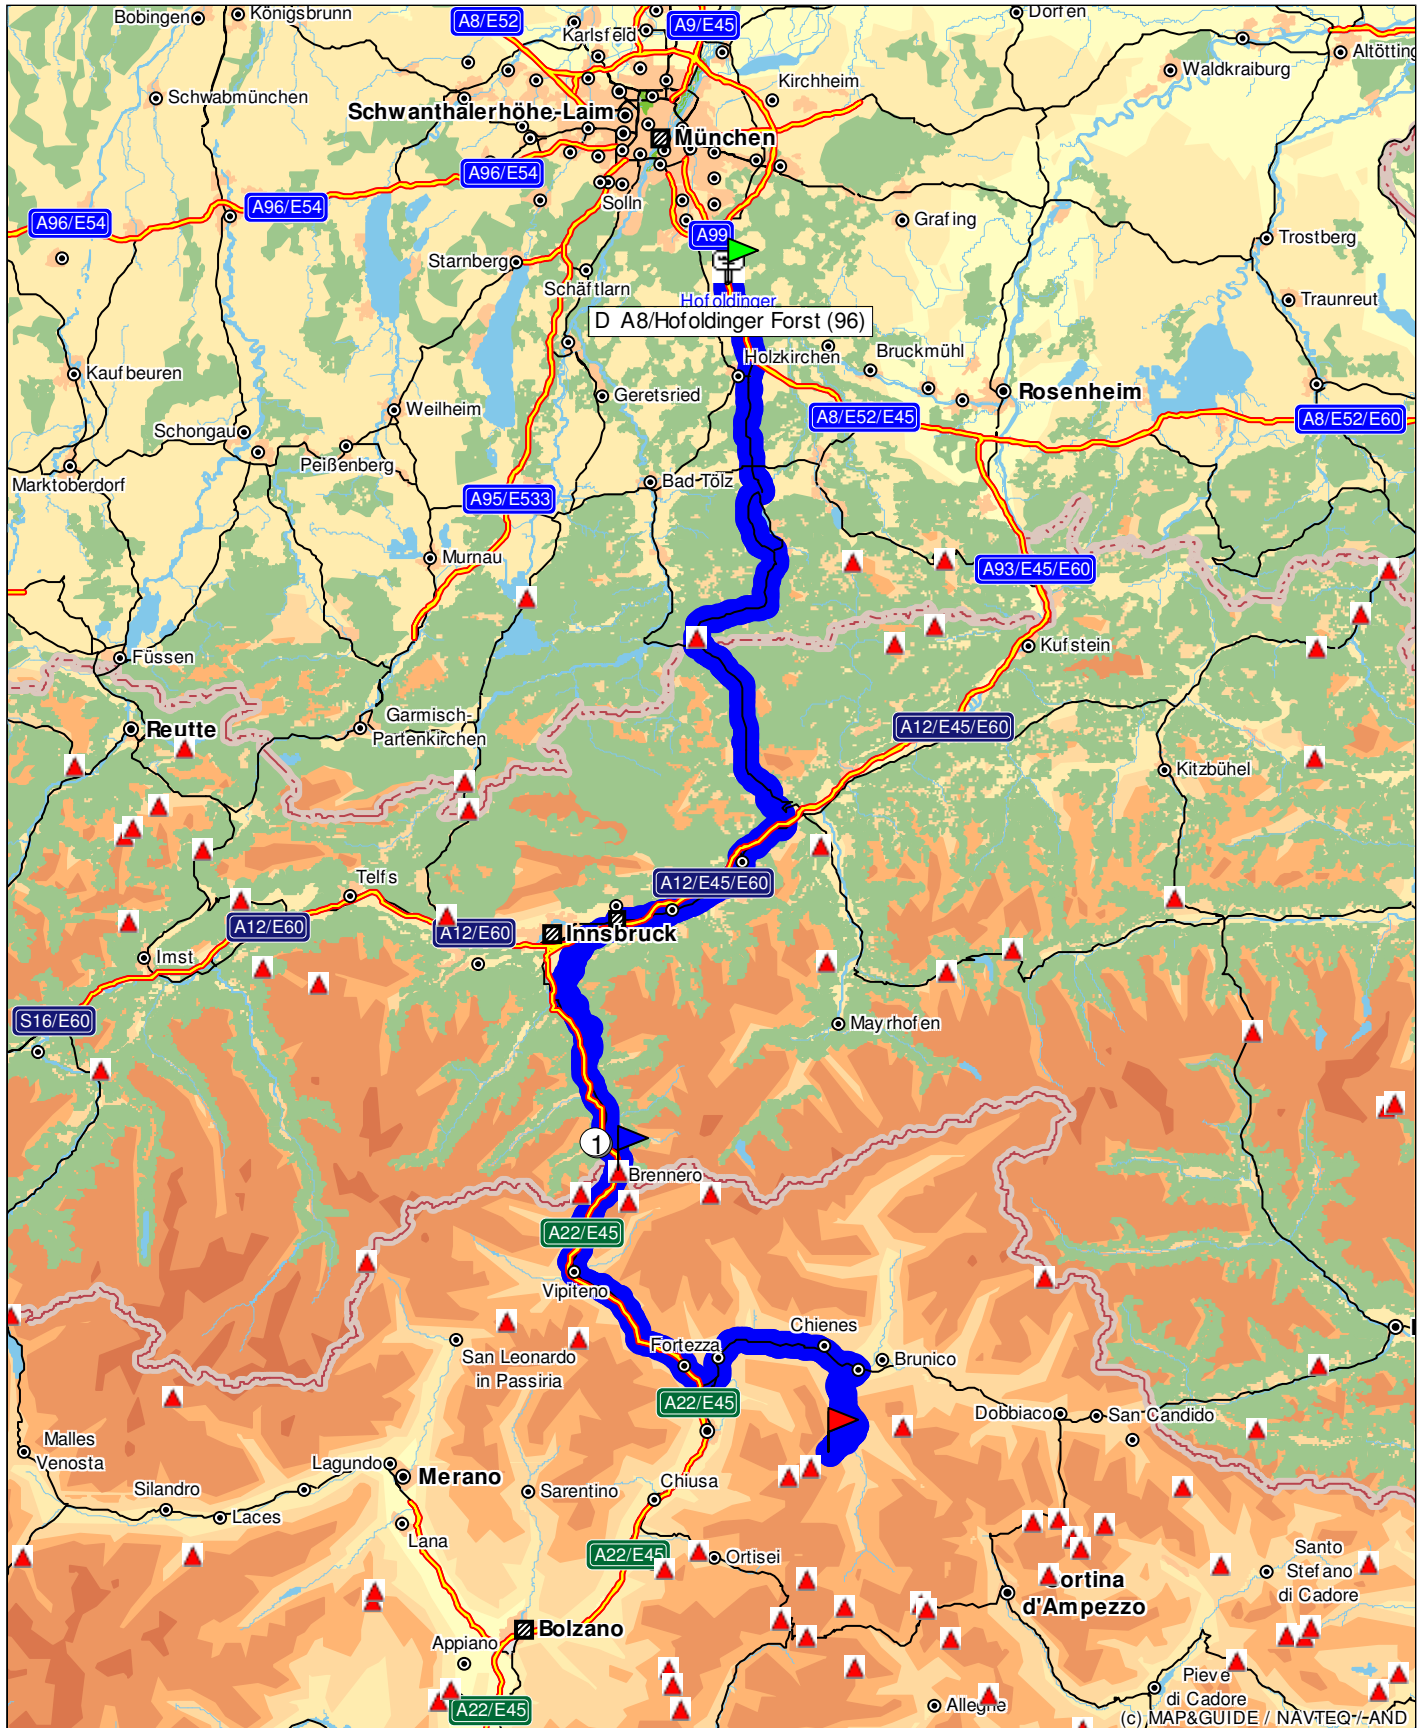 Bobingen
Königsbrunn
A8/E52
Karlsfeld
A9/E45
Dorfen
Altötting
Waldkraiburg
Schwabmünchen
Kirchheim
Schwanthalerhöhe-Laim
München
A96/E54
A96/E54
A96/E54
Solln
Grafing
A99
Trostberg
Starnberg
Schäftlarn
Hofoldinger
Traunreut
D A8/Hofoldinger Forst (96)
Holzkirchen
Bruckmühl
Kaufbeuren
Geretsried
Rosenheim
Weilheim
A8/E52/E45
A8/E52/E60
Schongau
Peißenberg
Marktoberdorf
Bad Tölz
A95/E533
Murnau
A93/E45/E60
Füssen
Kufstein
Reutte
Garmisch-
Partenkirchen
A12/E45/E60
Kitzbühel
Telfs
A12/E45/E60
A12/E60
A12/E60
Innsbruck
Imst
S16/E60
Mayrhofen
1
Brennero
A22/E45
Vipiteno
Chienes
Fortezza
San Leonardo
in Passiria
Brunico
A22/E45
Dobbiaco
San Candido
Malles
Venosta
Lagundo
Merano
Chiusa
Silandro
Sarentino
Laces
Lana
A22/E45
Ortisei
Santo
Stefano
di Cadore
Cortina
d'Ampezzo
Bolzano
Appiano
Pieve
di Cadore
Alleghe
A22/E45
(c) MAP&GUIDE / NAVTEQ / AND